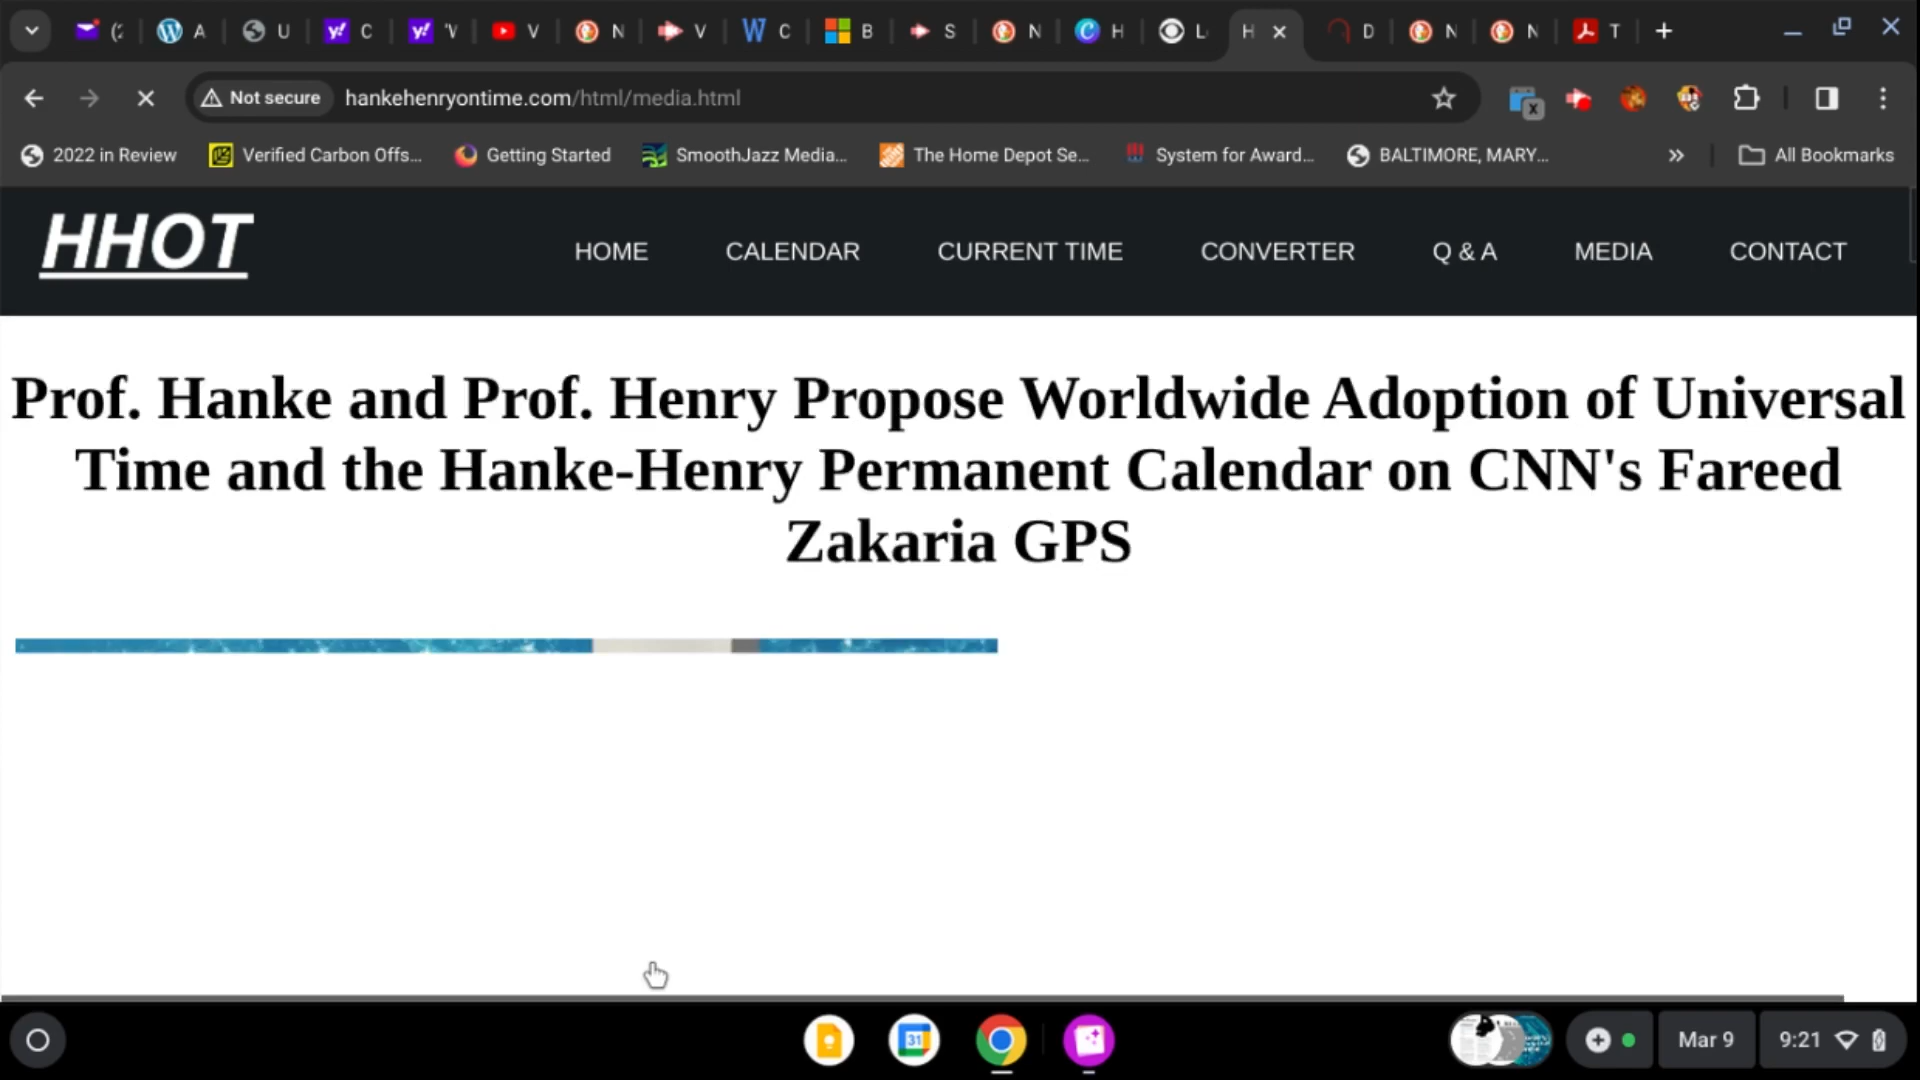 A
U
C
'V
V
N
V
C
B
S
N
H
L
H
D
N
N
T
Not secure
hankehenryontime.com/html/media.html
2022 in Review
Verified Carbon Offs...
Getting Started
SmoothJazz Media...
The Home Depot Se...
System for Award...
BALTIMORE, MARY...
All Bookmarks
HHOT
HOME
CALENDAR
CURRENT TIME
CONVERTER
Q & A
MEDIA
CONTACT
Prof. Hanke and Prof. Henry Propose Worldwide Adoption of Universal
Time and the Hanke-Henry Permanent Calendar on CNN's Fareed
Zakaria GPS
31
Mar 9
9:21